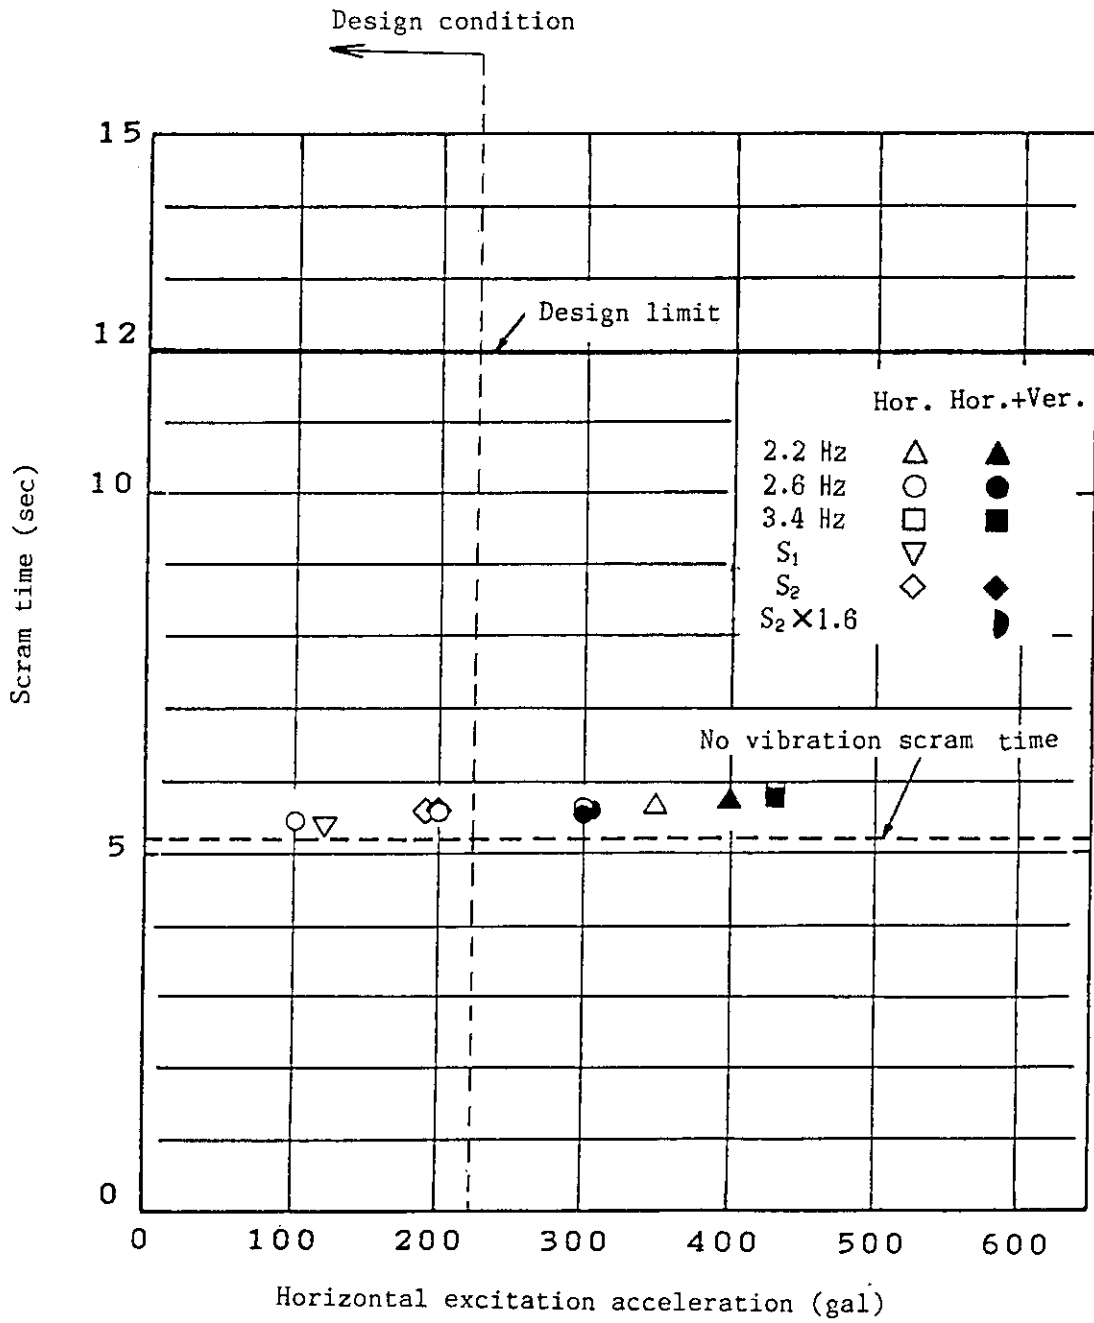 Design condition
15
Design limit
12
Hor. Hor.+Ver.
2.2 Hz
2.6 Hz
3.4 Hz
S₁
S₂
S₂×1.6
10
Scram time (sec)
No vibration scram time
5
0
0 100 200 300 400 500 600
Horizontal excitation acceleration (gal)